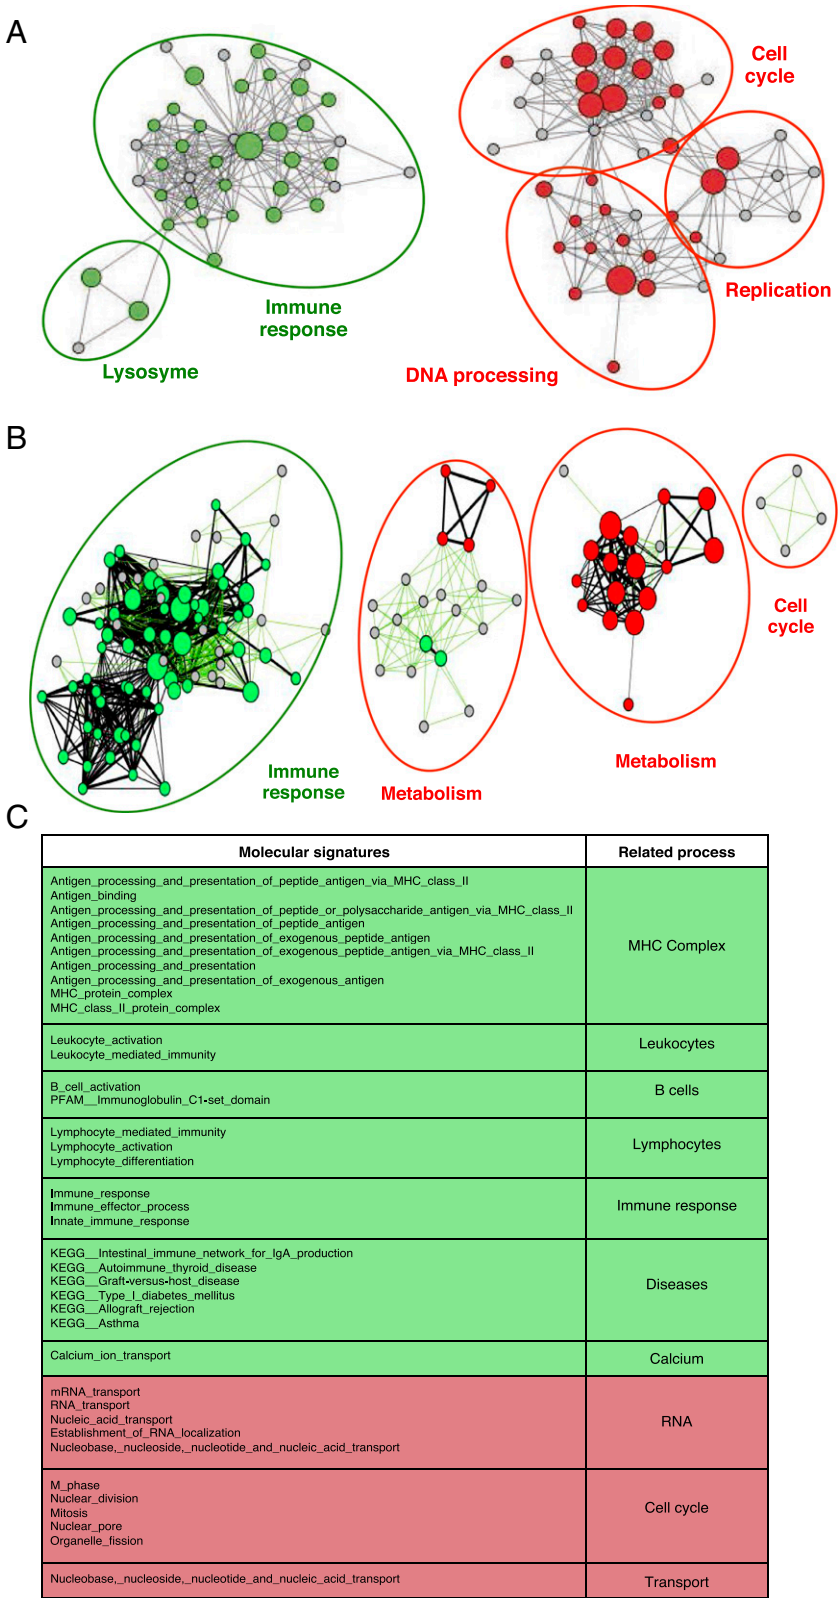 A
Cell
cycle
Immune
response
Replication
Lysosyme
DNA processing
B
Cell
cycle
Immune
response
Metabolism
Metabolism
C
Molecular signatures
Related process
Antigen_processing_and_presentation_of_peptide_antigen_via_MHC_class_II
Antigen_binding
Antigen_processing_and_presentation_of_peptide_or_polysaccharide_antigen_via_MHC_class_II
Antigen_processing_and_presentation_of_peptide_antigen
Antigen_processing_and_presentation_of_exogenous_peptide_antigen
Antigen_processing_and_presentation_of_exogenous_peptide_antigen_via_MHC_class_II
Antigen_processing_and_presentation
Antigen_processing_and_presentation_of_exogenous_antigen
MHC_protein_complex
MHC_class_II_protein_complex
MHC Complex
Leukocyte_activation
Leukocyte_mediated_immunity
Leukocytes
B_cell_activation
PFAM__Immunoglobulin_C1-set_domain
B cells
Lymphocyte_mediated_immunity
Lymphocyte_activation
Lymphocyte_differentiation
Lymphocytes
Immune_response
Immune_effector_process
Innate_immune_response
Immune response
KEGG__Intestinal_immune_network_for_IgA_production
KEGG__Autoimmune_thyroid_disease
KEGG__Graft-versus-host_disease
KEGG__Type_I_diabetes_mellitus
KEGG__Allograft_rejection
KEGG__Asthma
Diseases
Calcium_ion_transport
Calcium
mRNA_transport
RNA_transport
Nucleic_acid_transport
Establishment_of_RNA_localization
Nucleobase,_nucleoside,_nucleotide_and_nucleic_acid_transport
RNA
M_phase
Nuclear_division
Mitosis
Nuclear_pore
Organelle_fission
Cell cycle
Nucleobase,_nucleoside,_nucleotide_and_nucleic_acid_transport
Transport